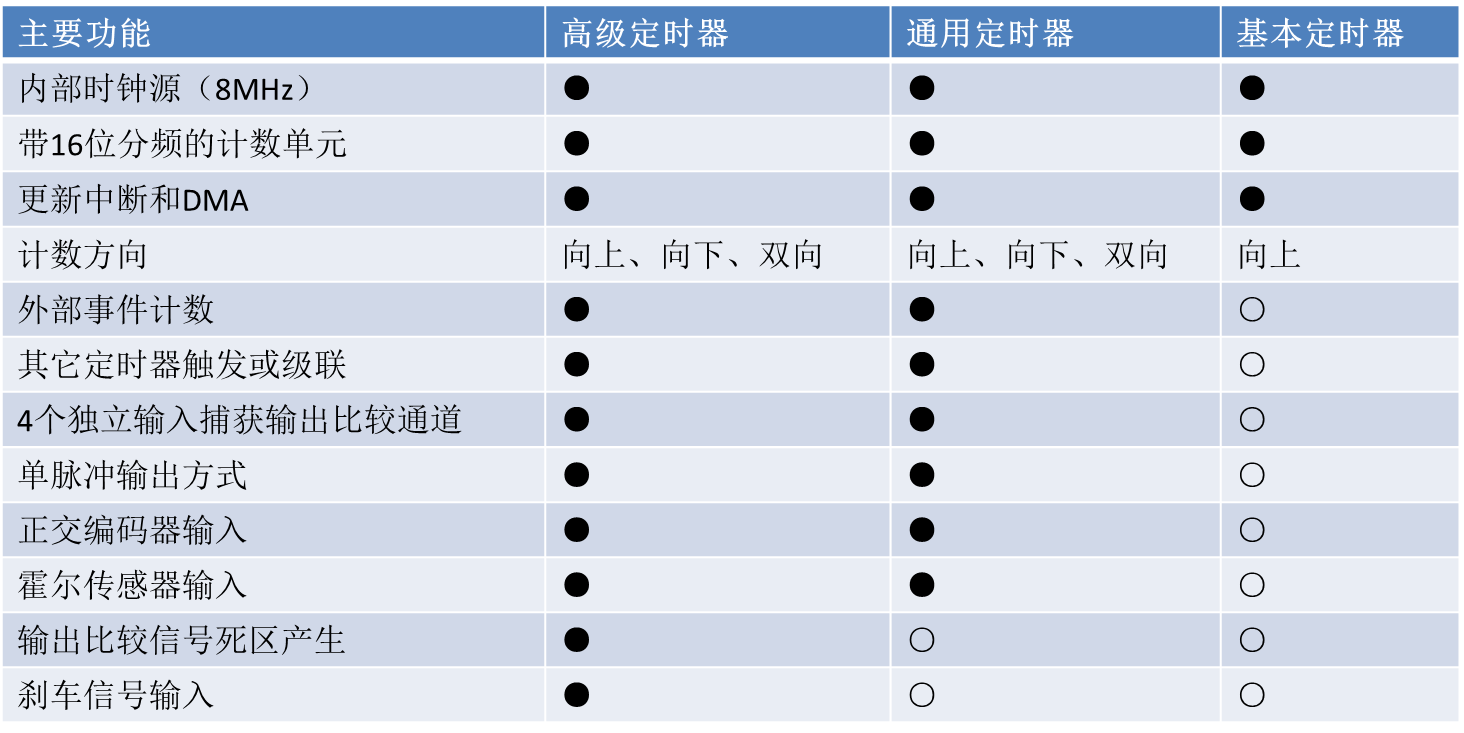 主要功能 高级定时器 通用定时器 基本定时器
内部时钟源（8MHz） ● ● ●
带16位分频的计数单元 ● ● ●
更新中断和DMA ● ● ●
计数方向 向上、向下、双向 向上、向下、双向 向上
外部事件计数 ● ● ○
其它定时器触发或级联 ● ● ○
4个独立输入捕获输出比较通道 ● ● ○
单脉冲输出方式 ● ● ○
正交编码器输入 ● ● ○
霍尔传感器输入 ● ● ○
输出比较信号死区产生 ● ○ ○
刹车信号输入 ● ○ ○